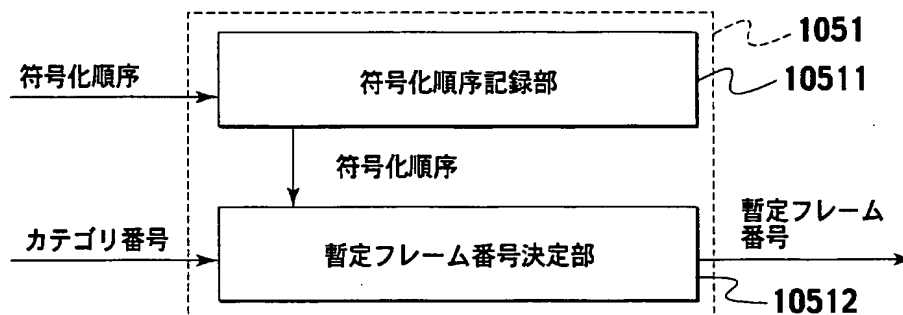 1051
符号化順序
符号化順序記録部
10511
符号化順序
カテゴリ番号
暫定フレーム番号決定部
暫定フレーム
番号
10512